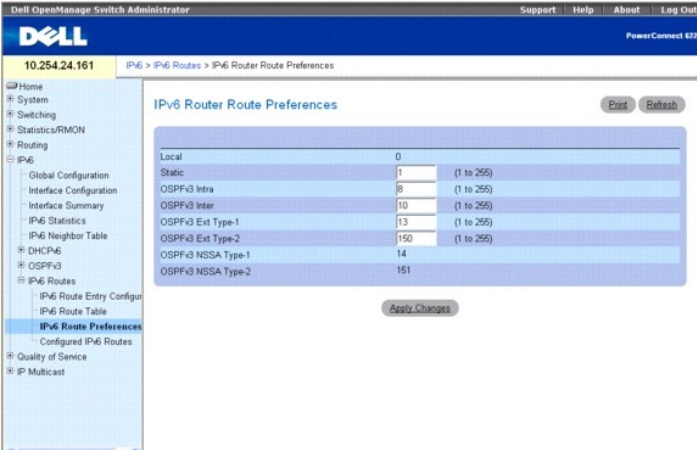 Dell OpenManage Switch Administrator Support Help About Log Out
DELL
PowerConnect 622
10.254.24.161 IPv6 > IPv6 Routes > IPv6 Router Route Preferences
Home
System
Switching
Statistics/RMON
Routing
IPv6
Global Configuration
Interface Configuration
Interface Summary
IPv6 Statistics
IPv6 Neighbor Table
DHCPv6
OSPFv3
IPv6 Routes
IPv6 Route Entry Configur
IPv6 Route Table
IPv6 Route Preferences
Configured IPv6 Routes
Quality of Service
IP Multicast
IPv6 Router Route Preferences
Print Refresh
Local 0
Static 1 (1 to 255)
OSPFv3 Intra 8 (1 to 255)
OSPFv3 Inter 10 (1 to 255)
OSPFv3 Ext Type-1 13 (1 to 255)
OSPFv3 Ext Type-2 150 (1 to 255)
OSPFv3 NSSA Type-1 14
OSPFv3 NSSA Type-2 151
Apply Changes